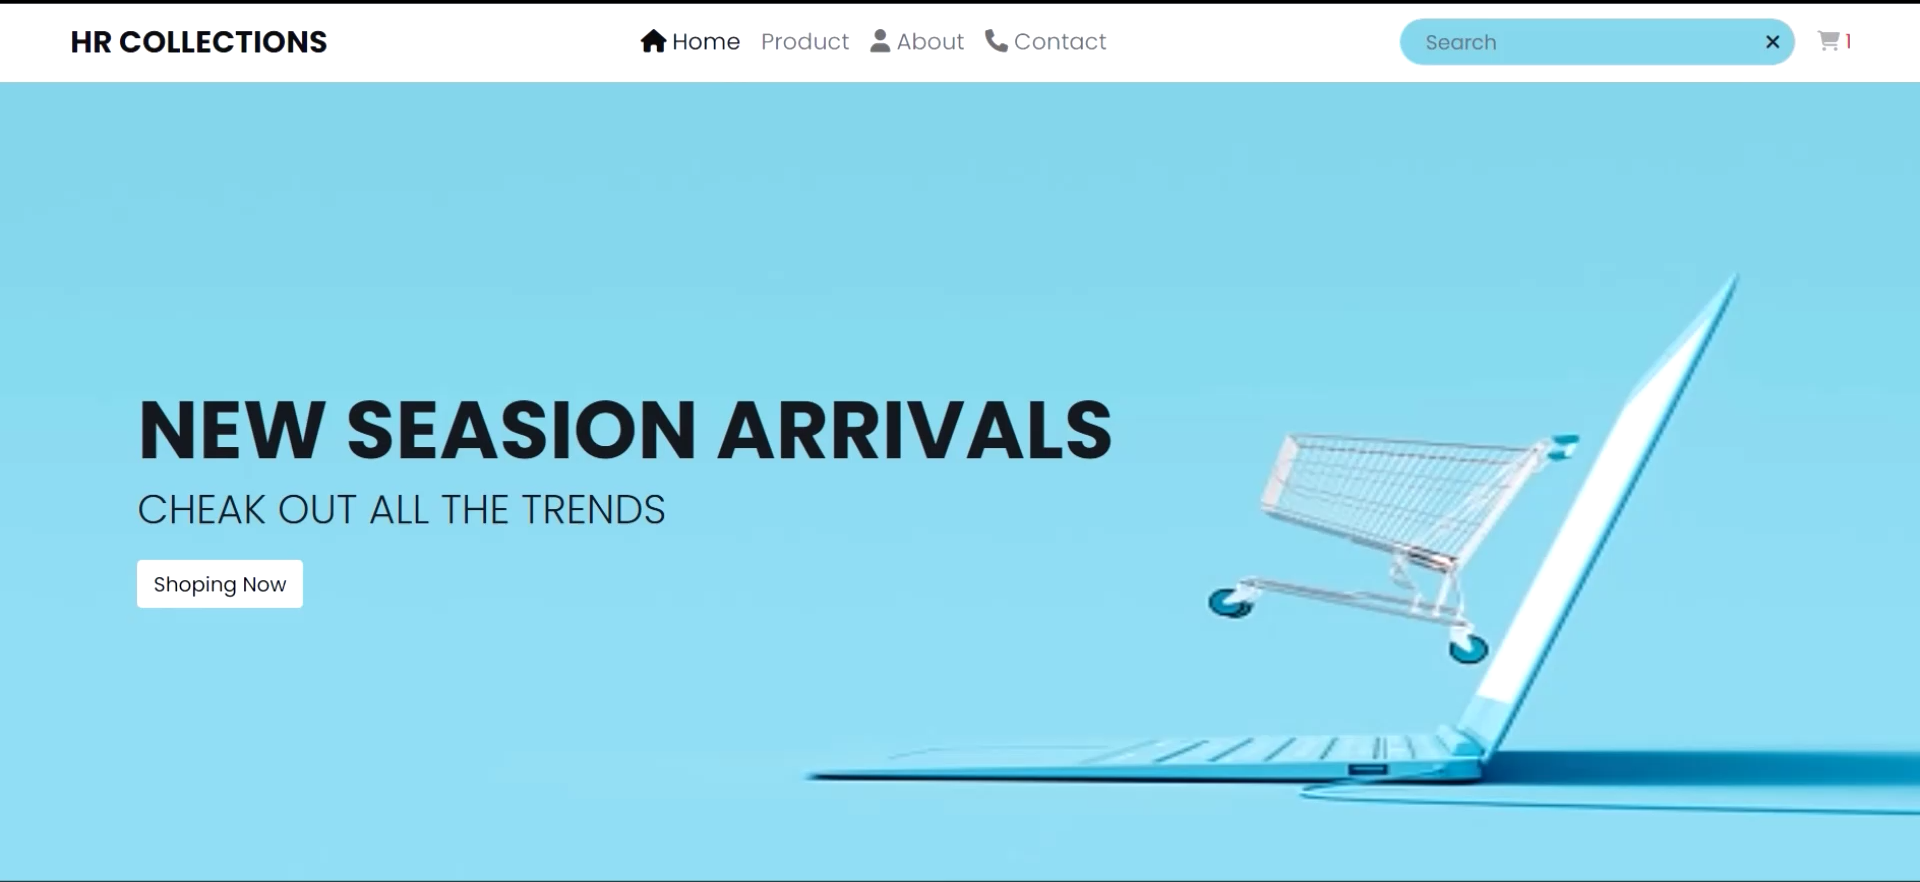 HR COLLECTIONS
Home Product About Contact
Search
1
NEW SEASION ARRIVALS
CHEAK OUT ALL THE TRENDS
Shoping Now